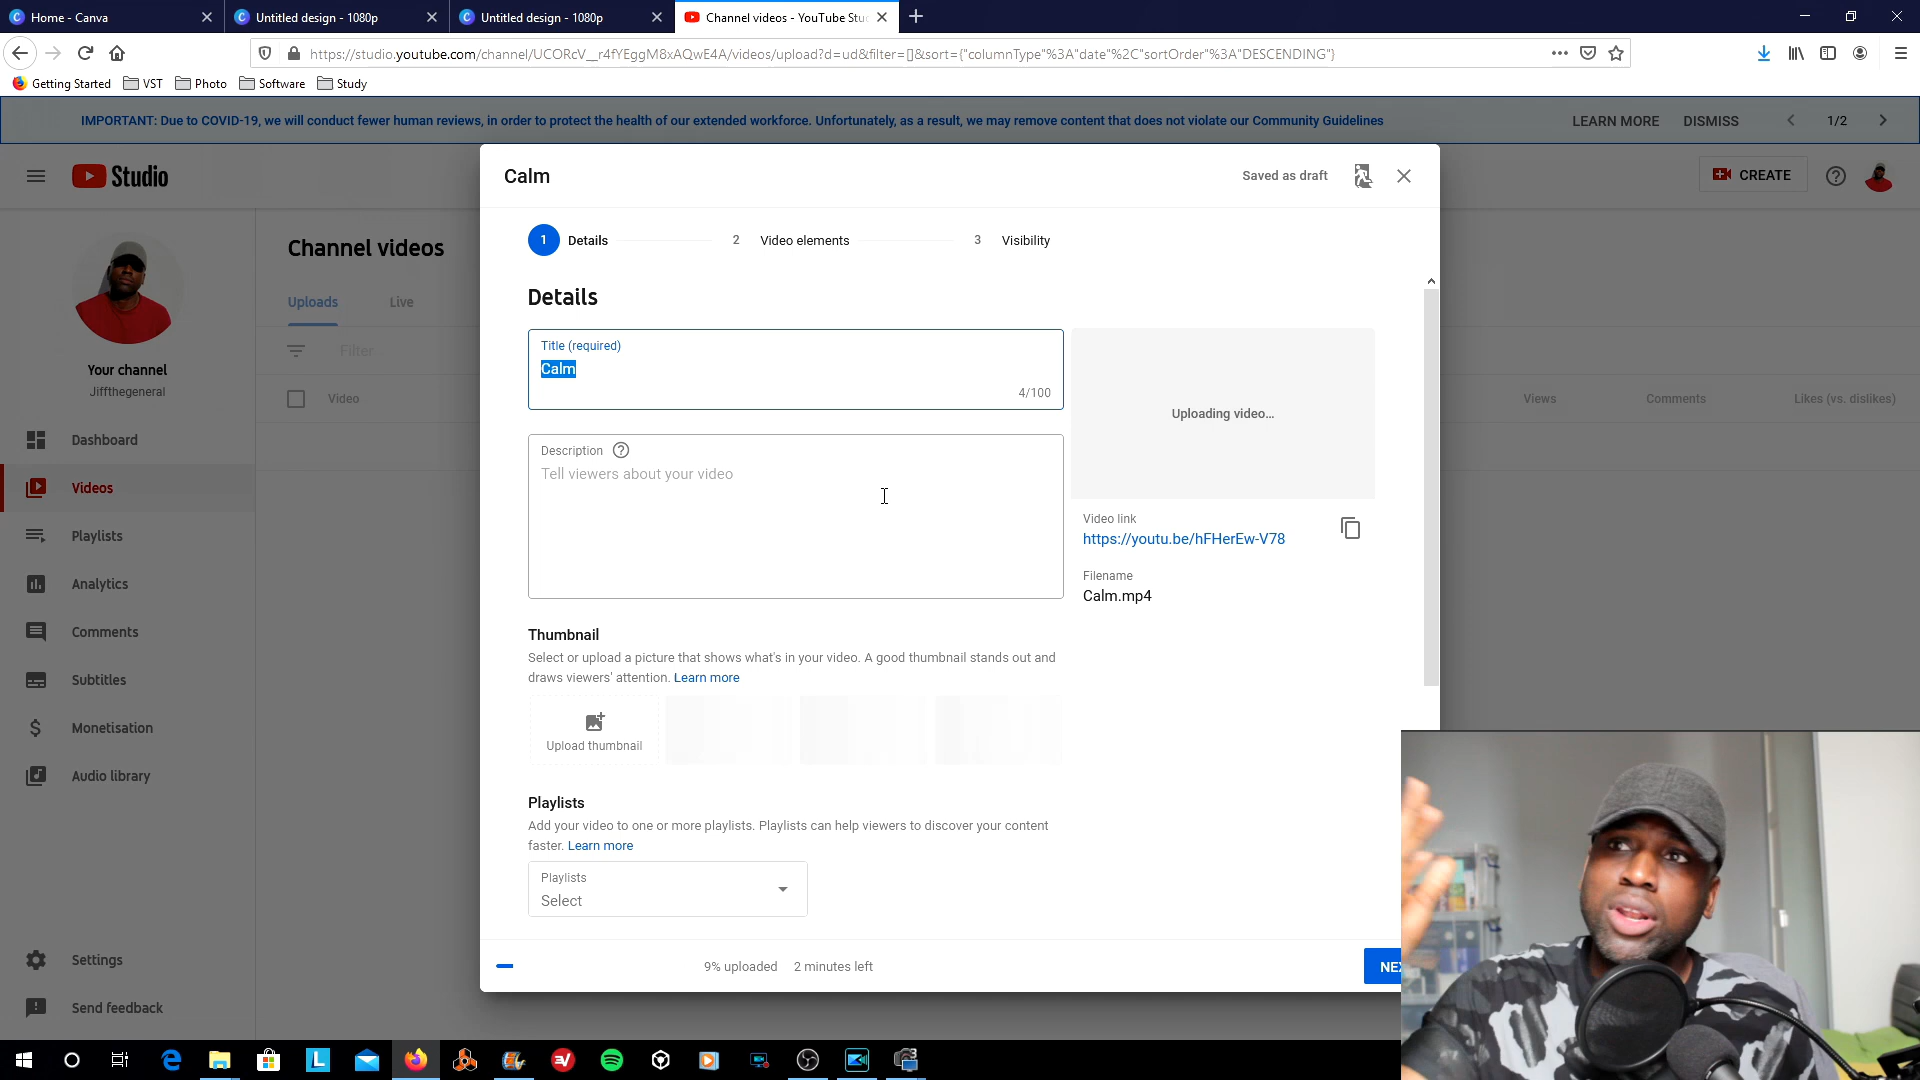 Home - Canva
Untitled design - 1080p
Untitled design - 1080p
Channel videos - YouTube Stu
https://studio.youtube.com/channel/UCORcV__r4fYEggM8xAQwE4A/videos/upload?d=ud&filter=[]&sort={"columnType"%3A"date"%2C"sortOrder"%3A"DESCENDING"}
Getting Started
VST
Photo
Software
Study
IMPORTANT: Due to COVID-19, we will conduct fewer human reviews, in order to protect the health of our extended workforce. Unfortunately, as a result, we may remove content that does not violate our Community Guidelines
LEARN MORE
DISMISS
1/2
Studio
CREATE
Your channel
Jiffthegeneral
Dashboard
Videos
Playlists
Analytics
Comments
Subtitles
Monetisation
Audio library
Settings
Send feedback
Channel videos
Uploads
Live
Filter...
Video
Views
Comments
Likes (vs. dislikes)
Calm
Saved as draft
1 Details
2 Video elements
3 Visibility
Details
Title (required)
Calm
4/100
Description
Tell viewers about your video
Uploading video...
Video link
https://youtu.be/hFHerEw-V78
Filename
Calm.mp4
Thumbnail
Select or upload a picture that shows what's in your video. A good thumbnail stands out and
draws viewers' attention. Learn more
Upload thumbnail
Playlists
Add your video to one or more playlists. Playlists can help viewers to discover your content
faster. Learn more
Playlists
Select
9% uploaded
2 minutes left
NEX